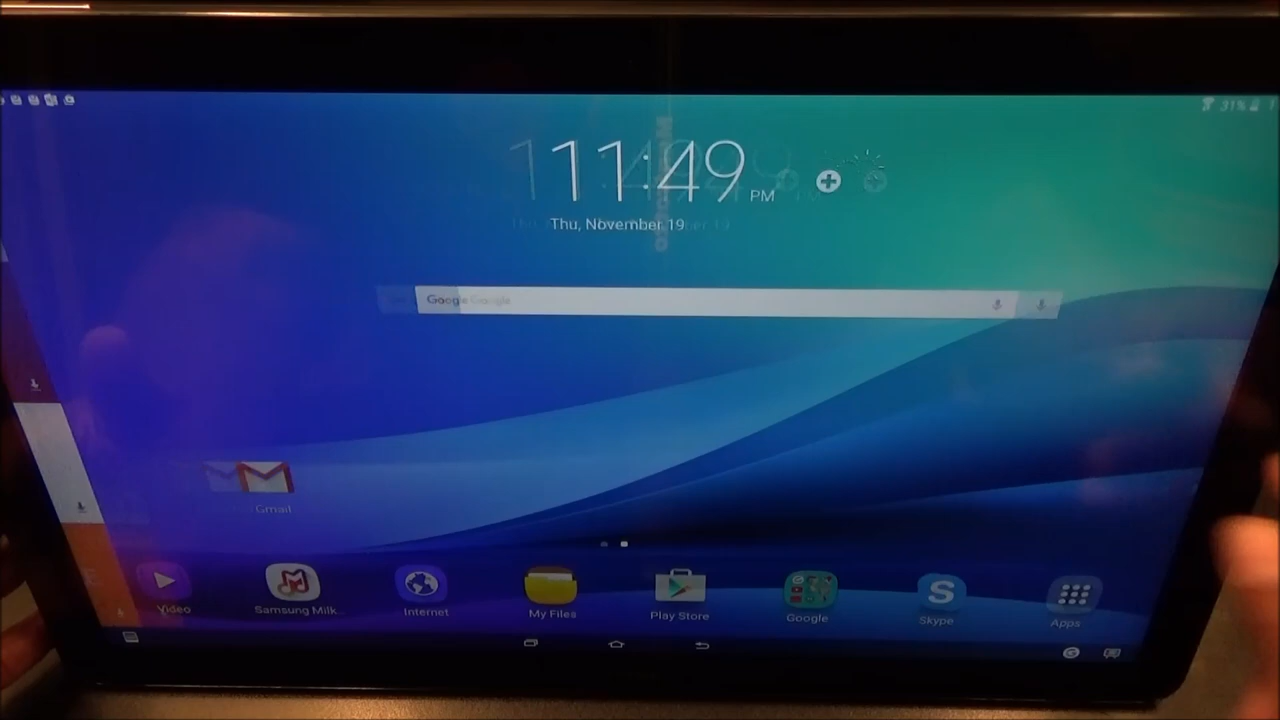 31%
11:49 PM
Thu, November 19
Google
Gmail
Video
Samsung Milk..
Internet
My Files
Play Store
Google
Skype
Apps